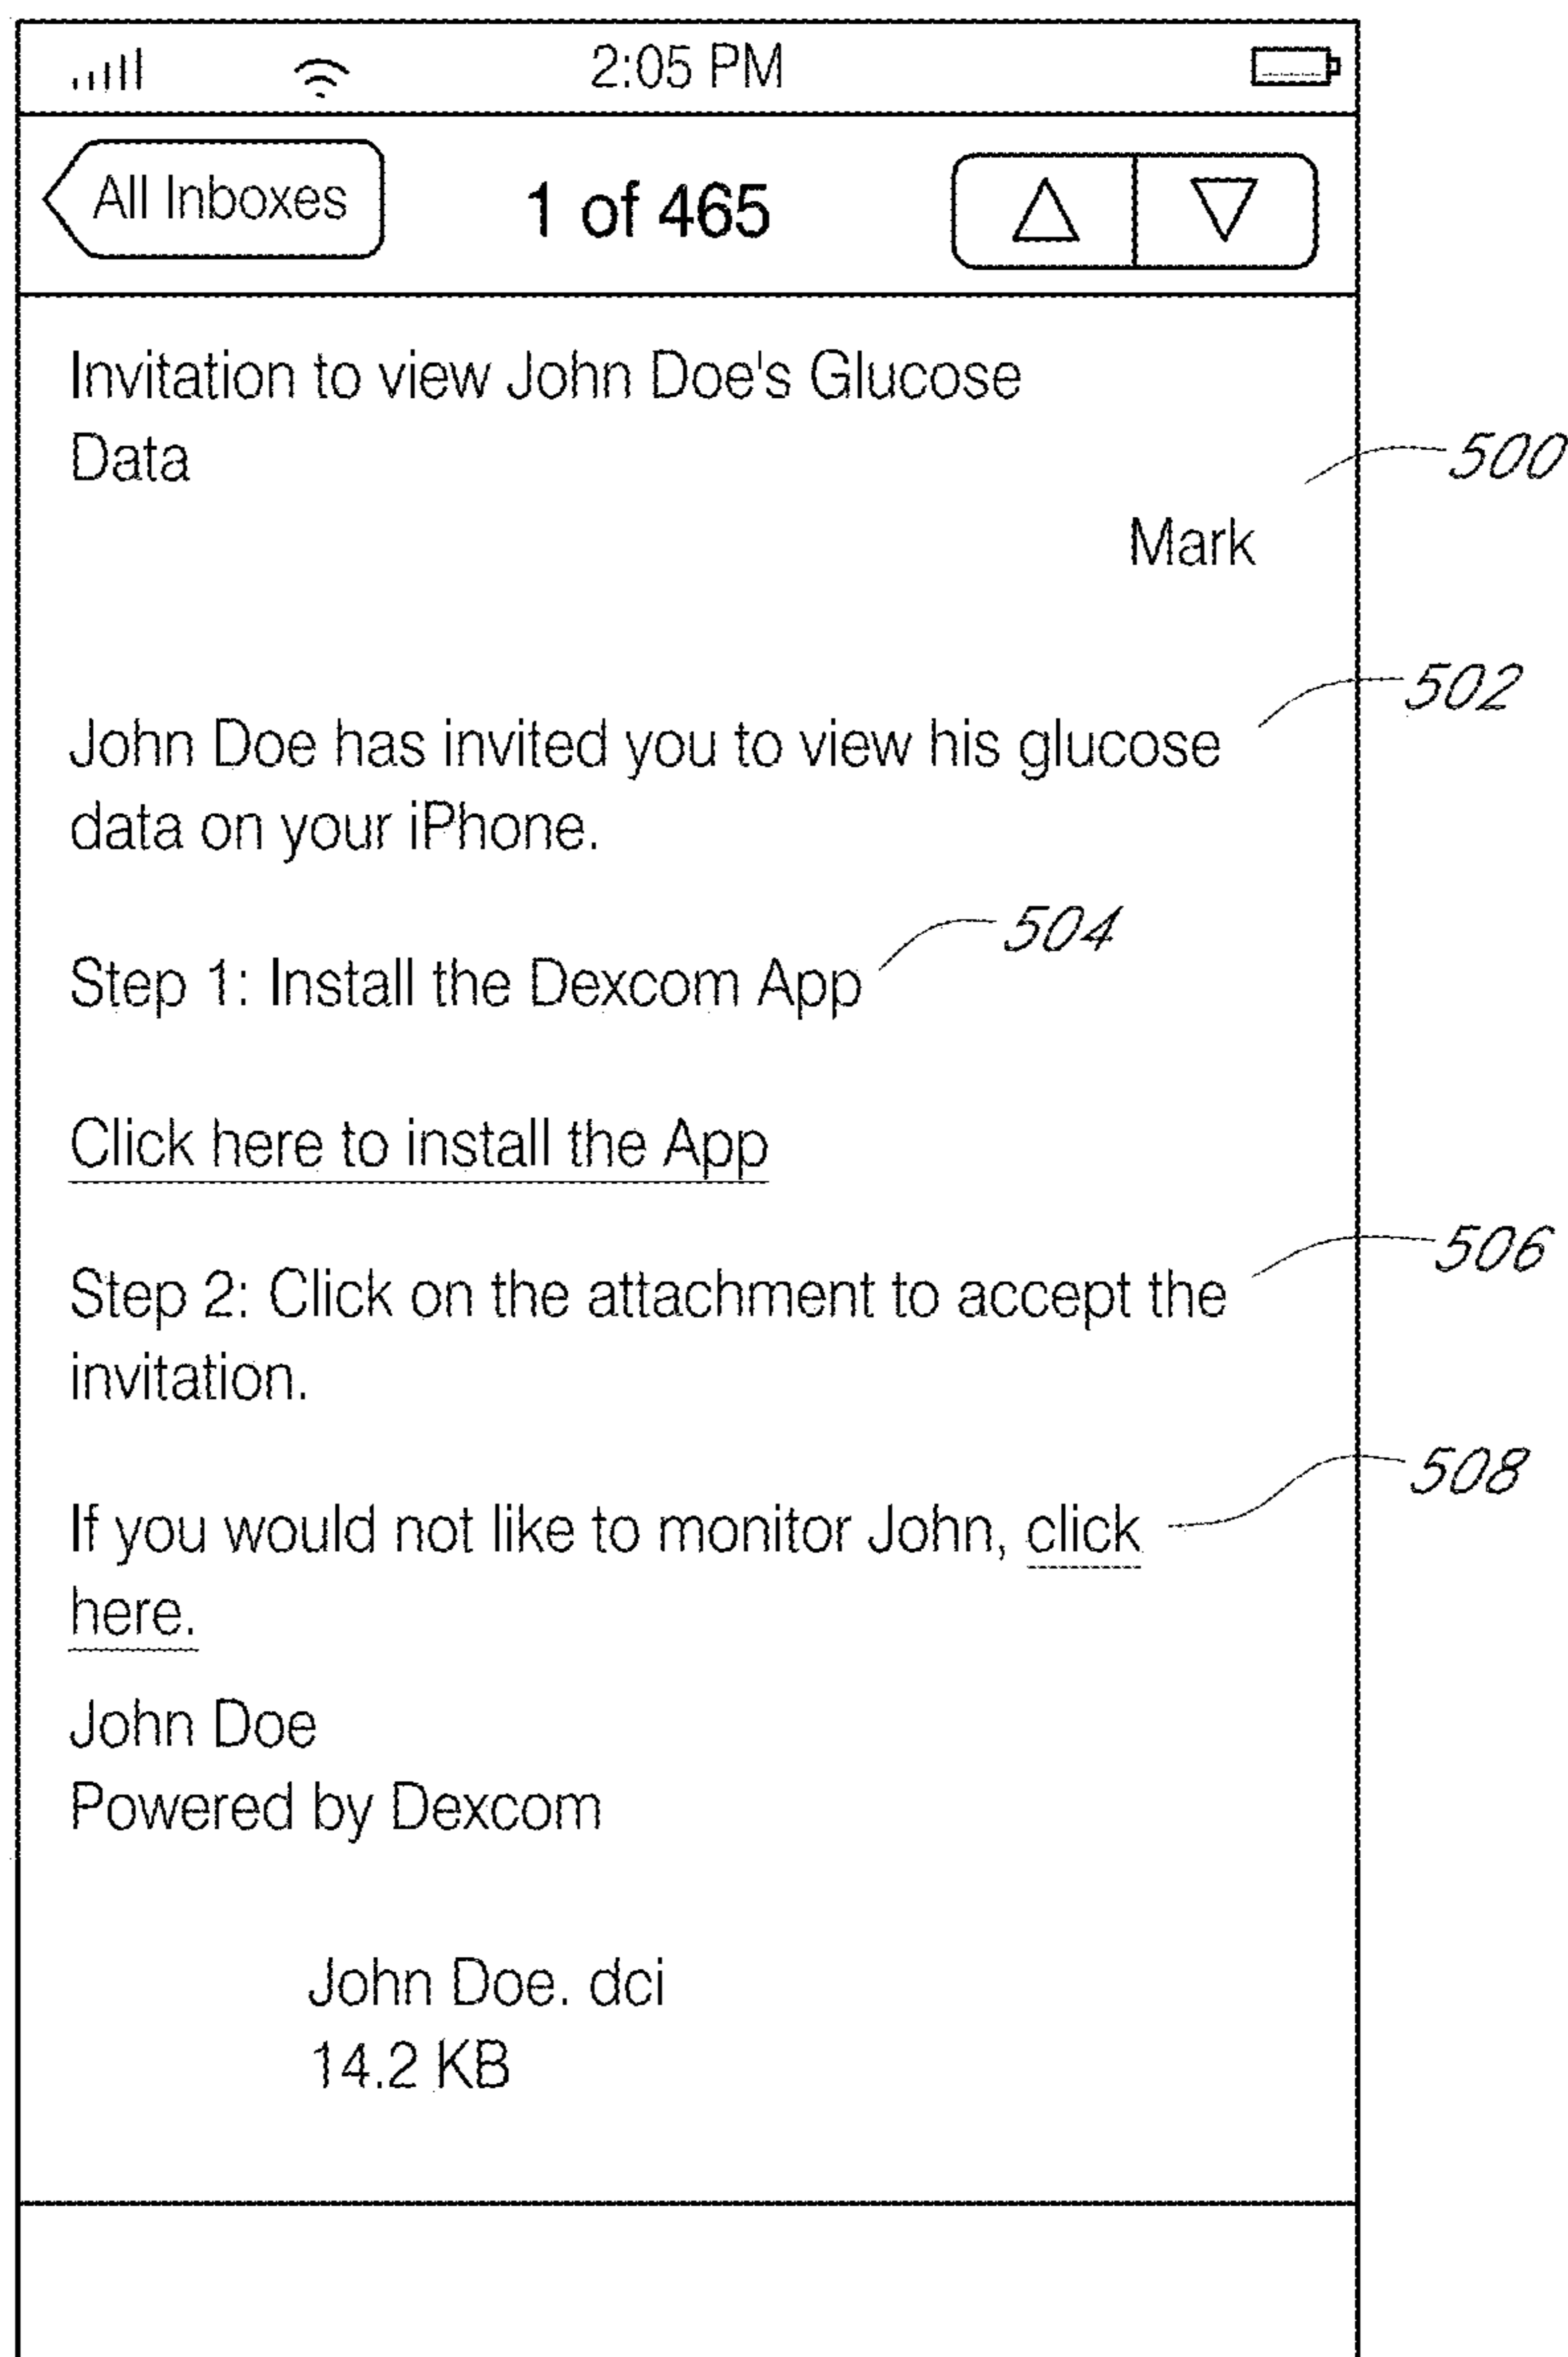 2:05 PM
All Inboxes
1 of 465
Invitation to view John Doe's Glucose
Data
500
Mark
502
John Doe has invited you to view his glucose
data on your iPhone.
504
Step 1: Install the Dexcom App
Click here to install the App
506
Step 2: Click on the attachment to accept the
invitation.
508
If you would not like to monitor John, click
here.
John Doe
Powered by Dexcom
John Doe. dci
14.2 KB